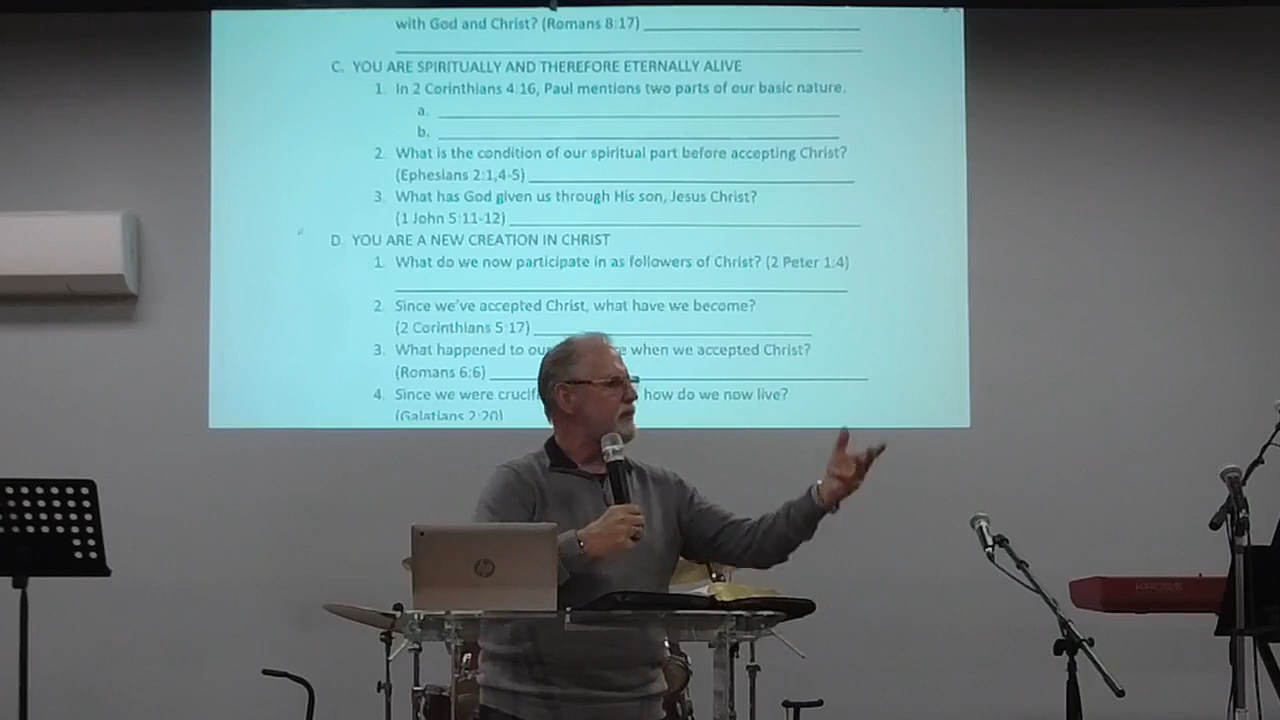 with God and Christ? (Romans 8:17)
C. YOU ARE SPIRITUALLY AND THEREFORE ETERNALLY ALIVE
1. In 2 Corinthians 4:16, Paul mentions two parts of our basic nature.
a.
b.
2. What is the condition of our spiritual part before accepting Christ?
(Ephesians 2:1,4-5)
3. What has God given us through His son, Jesus Christ?
(1 John 5:11-12)
D. YOU ARE A NEW CREATION IN CHRIST
1. What do we now participate in as followers of Christ? (2 Peter 1:4)
2. Since we've accepted Christ, what have we become?
(2 Corinthians 5:17)
3. What happened to when we accepted Christ?
(Romans 6:6)
4. Since we were how do we now live?
(Galatians 2:20)
hp